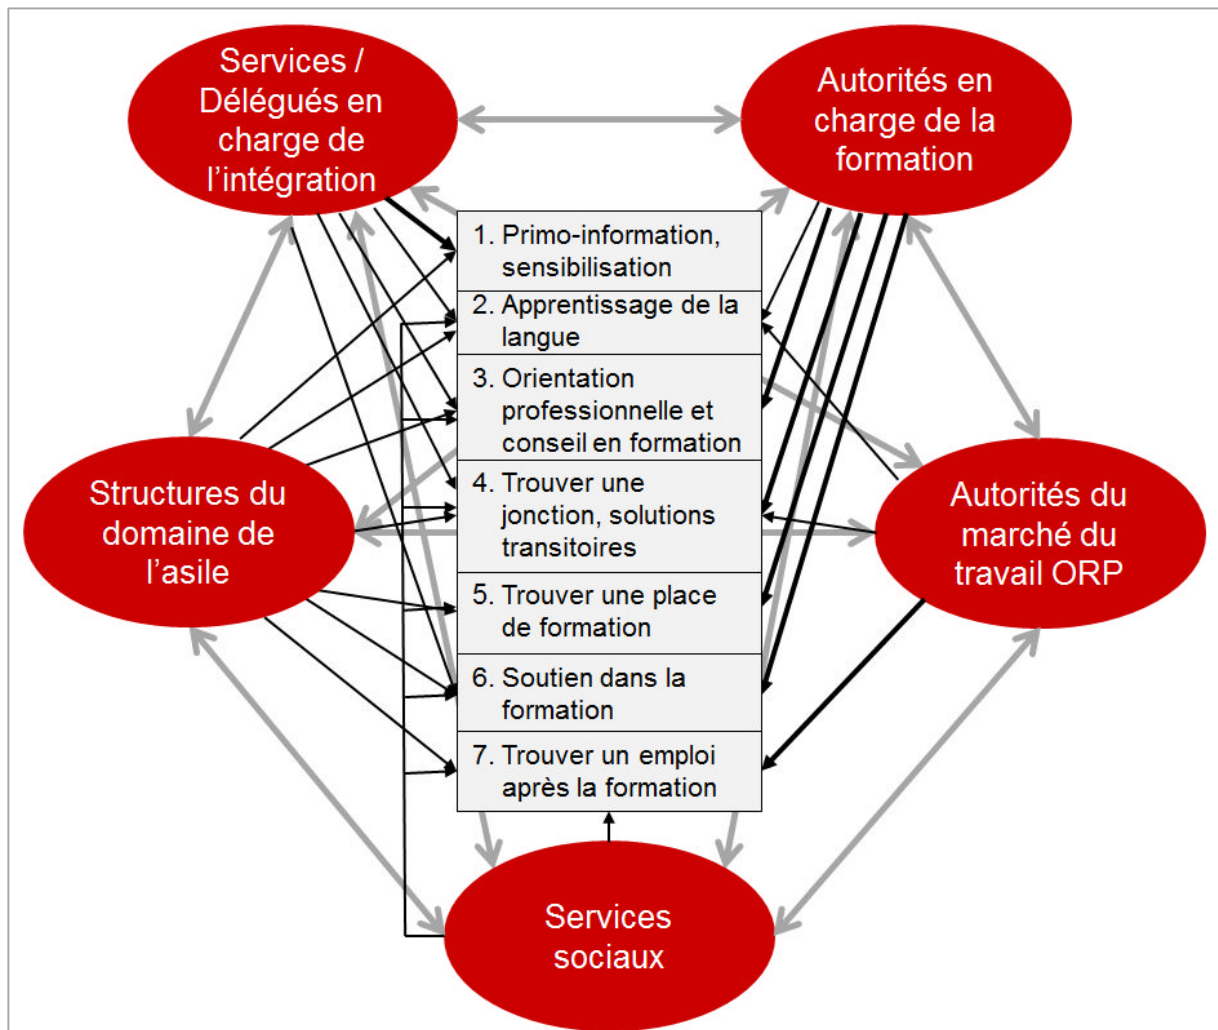 Services /
Délégués en
charge de
l'intégration
Autorités en
charge de la
formation
1. Primo-information,
sensibilisation
2. Apprentissage de la
langue
3. Orientation
professionnelle et
conseil en formation
4. Trouver une
jonction, solutions
transitoires
5. Trouver une place
de formation
6. Soutien dans la
formation
7. Trouver un emploi
après la formation
Structures du
domaine de
l'asile
Autorités du
marché du
travail ORP
Services
sociaux